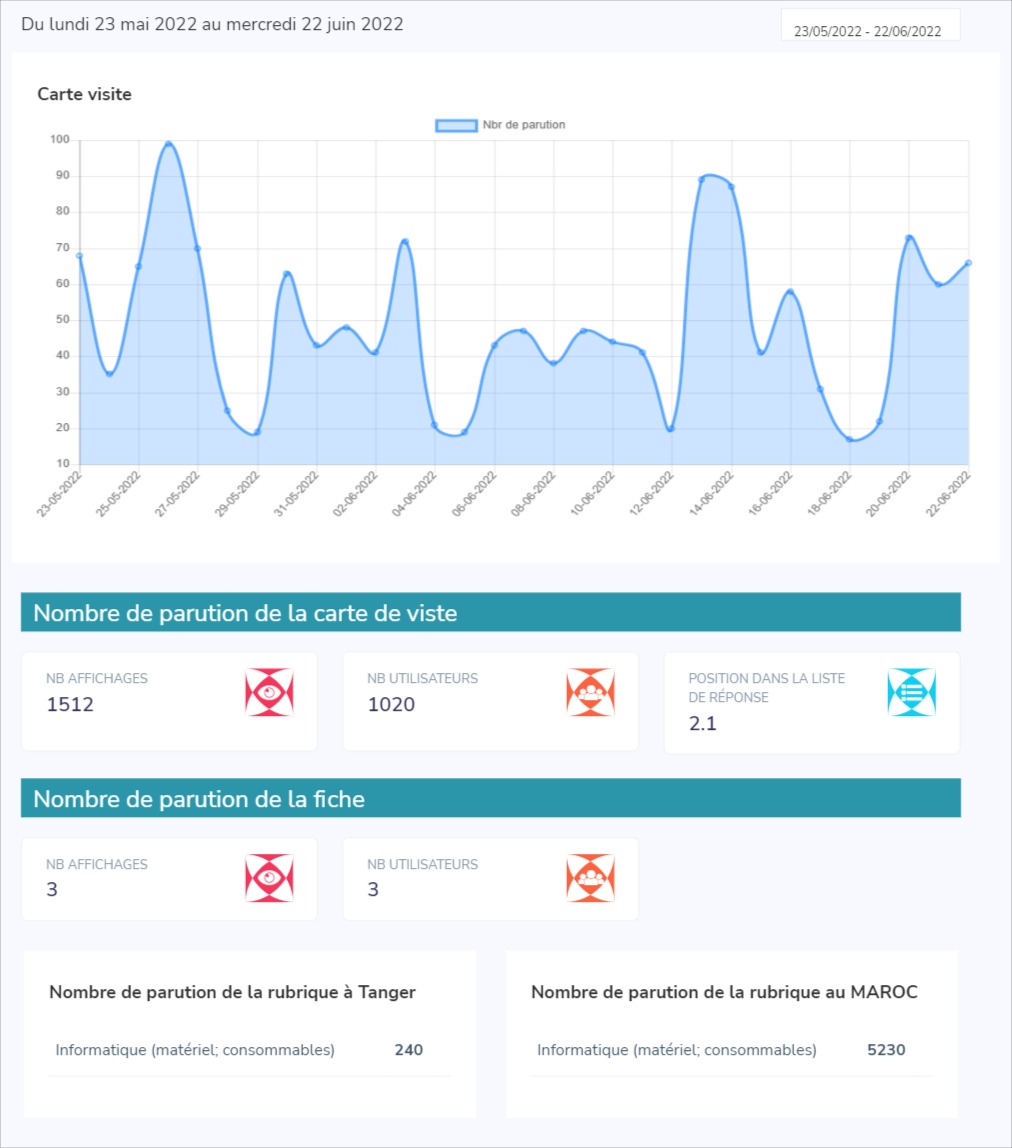 Du lundi 23 mai 2022 au mercredi 22 juin 2022
23/05/2022 - 22/06/2022
Carte visite
Nbr de parution
100
90
80
70
60
50
40
30
20
10
23-05-2022
25-05-2022
27-05-2022
29-05-2022
31-05-2022
02-06-2022
04-06-2022
06-06-2022
08-06-2022
10-06-2022
12-06-2022
14-06-2022
16-06-2022
18-06-2022
20-06-2022
22-06-2022
Nombre de parution de la carte de viste
NB AFFICHAGES
1512
NB UTILISATEURS
1020
POSITION DANS LA LISTE
DE RÉPONSE
2.1
Nombre de parution de la fiche
NB AFFICHAGES
3
NB UTILISATEURS
3
Nombre de parution de la rubrique à Tanger
Informatique (matériel; consommables) 240
Nombre de parution de la rubrique au MAROC
Informatique (matériel; consommables) 5230